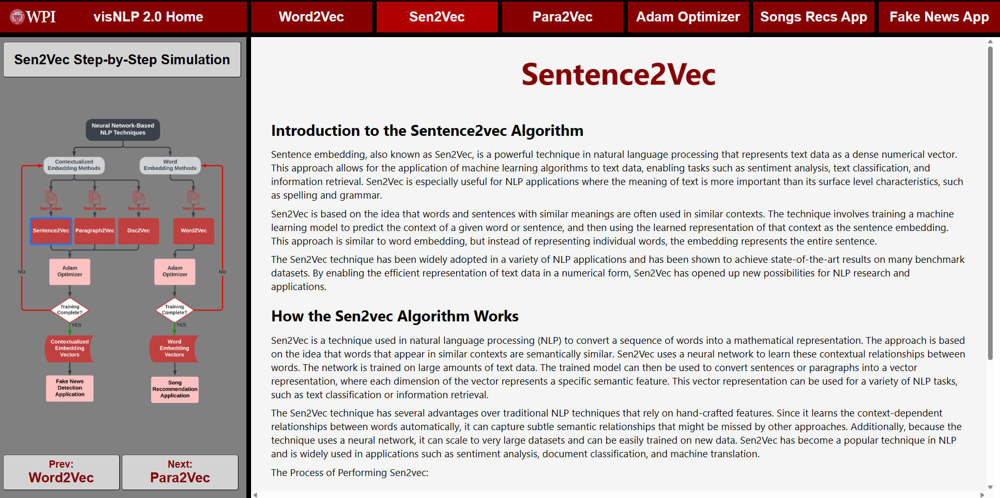 WPI
visNLP 2.0 Home
Word2Vec
Sen2Vec
Para2Vec
Adam Optimizer
Songs Recs App
Fake News App
Sen2Vec Step-by-Step Simulation
Neural Network-Based
NLP Techniques
Contextualized
Embedding Methods
Word
Embedding Methods
Text Corpus
Text Corpus
Text Corpus
Text Corpus
Sentence2Vec
Paragraph2Vec
Doc2Vec
Word2Vec
Adam
Optimizer
Adam
Optimizer
NO
NO
Training
Complete?
Training
Complete?
YES
YES
Contextualized
Embedding
Vectors
Word
Embedding
Vectors
Fake News
Detection
Application
Song
Recommendation
Application
Prev:
Word2Vec
Next:
Para2Vec
Sentence2Vec
Introduction to the Sentence2vec Algorithm
Sentence embedding, also known as Sen2Vec, is a powerful technique in natural language processing that represents text data as a dense numerical vector.
This approach allows for the application of machine learning algorithms to text data, enabling tasks such as sentiment analysis, text classification, and
information retrieval. Sen2Vec is especially useful for NLP applications where the meaning of text is more important than its surface level characteristics, such
as spelling and grammar.
Sen2Vec is based on the idea that words and sentences with similar meanings are often used in similar contexts. The technique involves training a machine
learning model to predict the context of a given word or sentence, and then using the learned representation of that context as the sentence embedding.
This approach is similar to word embedding, but instead of representing individual words, the embedding represents the entire sentence.
The Sen2Vec technique has been widely adopted in a variety of NLP applications and has been shown to achieve state-of-the-art results on many benchmark
datasets. By enabling the efficient representation of text data in a numerical form, Sen2Vec has opened up new possibilities for NLP research and
applications.
How the Sen2vec Algorithm Works
Sen2Vec is a technique used in natural language processing (NLP) to convert a sequence of words into a mathematical representation. The approach is based
on the idea that words that appear in similar contexts are semantically similar. Sen2Vec uses a neural network to learn these contextual relationships between
words. The network is trained on large amounts of text data. The trained model can then be used to convert sentences or paragraphs into a vector
representation, where each dimension of the vector represents a specific semantic feature. This vector representation can be used for a variety of NLP tasks,
such as text classification or information retrieval.
The Sen2Vec technique has several advantages over traditional NLP techniques that rely on hand-crafted features. Since it learns the context-dependent
relationships between words automatically, it can capture subtle semantic relationships that might be missed by other approaches. Additionally, because the
technique uses a neural network, it can scale to very large datasets and can be easily trained on new data. Sen2Vec has become a popular technique in NLP
and is widely used in applications such as sentiment analysis, document classification, and machine translation.
The Process of Performing Sen2vec: